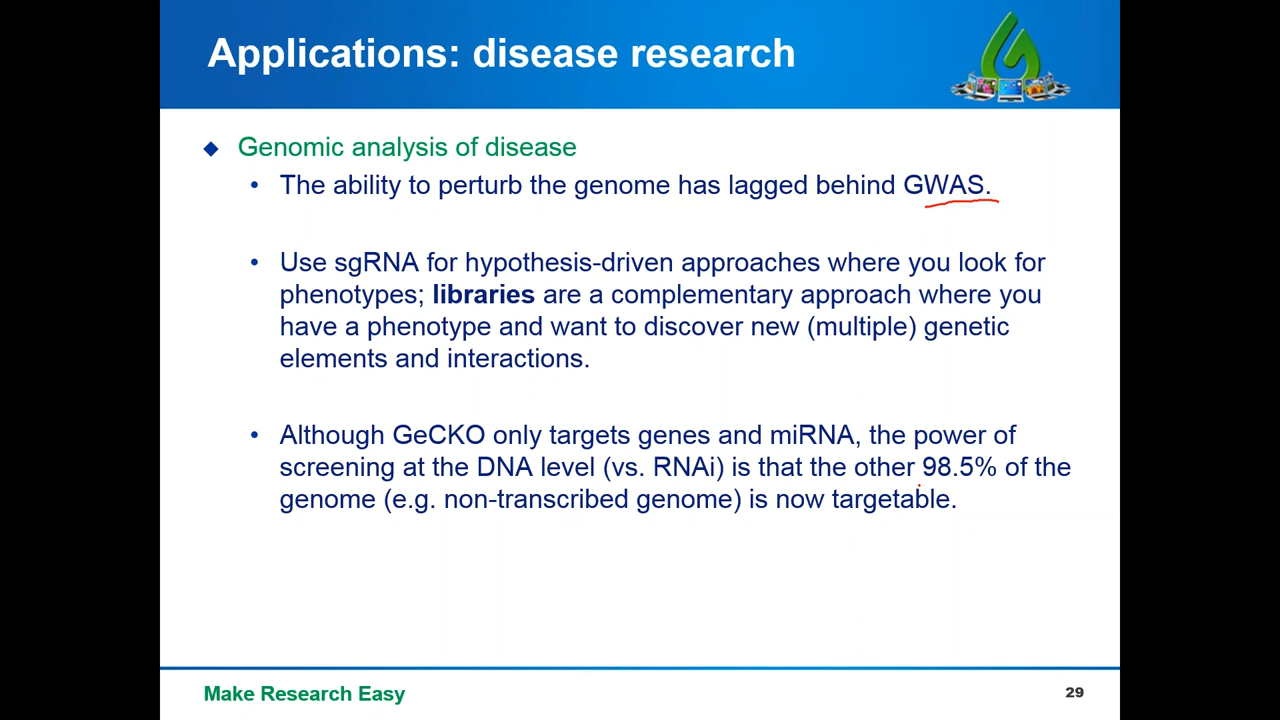 Applications: disease research
◆ Genomic analysis of disease
• The ability to perturb the genome has lagged behind GWAS.
• Use sgRNA for hypothesis-driven approaches where you look for
phenotypes; libraries are a complementary approach where you
have a phenotype and want to discover new (multiple) genetic
elements and interactions.
• Although GeCKO only targets genes and miRNA, the power of
screening at the DNA level (vs. RNAi) is that the other 98.5% of the
genome (e.g. non-transcribed genome) is now targetable.
Make Research Easy
29